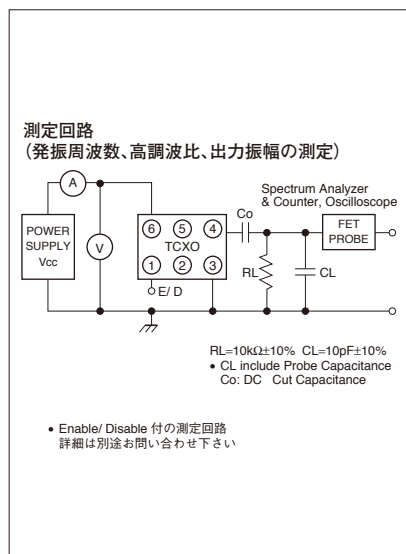 測定回路
(発振周波数、高調波比、出力振幅の測定)
A
Spectrum Analyzer
& Counter, Oscilloscope
POWER
SUPPLY
Vcc
V
6 5 4
TCXO
1 2 3
E/ D
Co
RL
CL
FET
PROBE
RL=10kΩ±10% CL=10pF±10%
• CL include Probe Capacitance
Co: DC Cut Capacitance
• Enable/ Disable 付の測定回路
詳細は別途お問い合わせ下さい